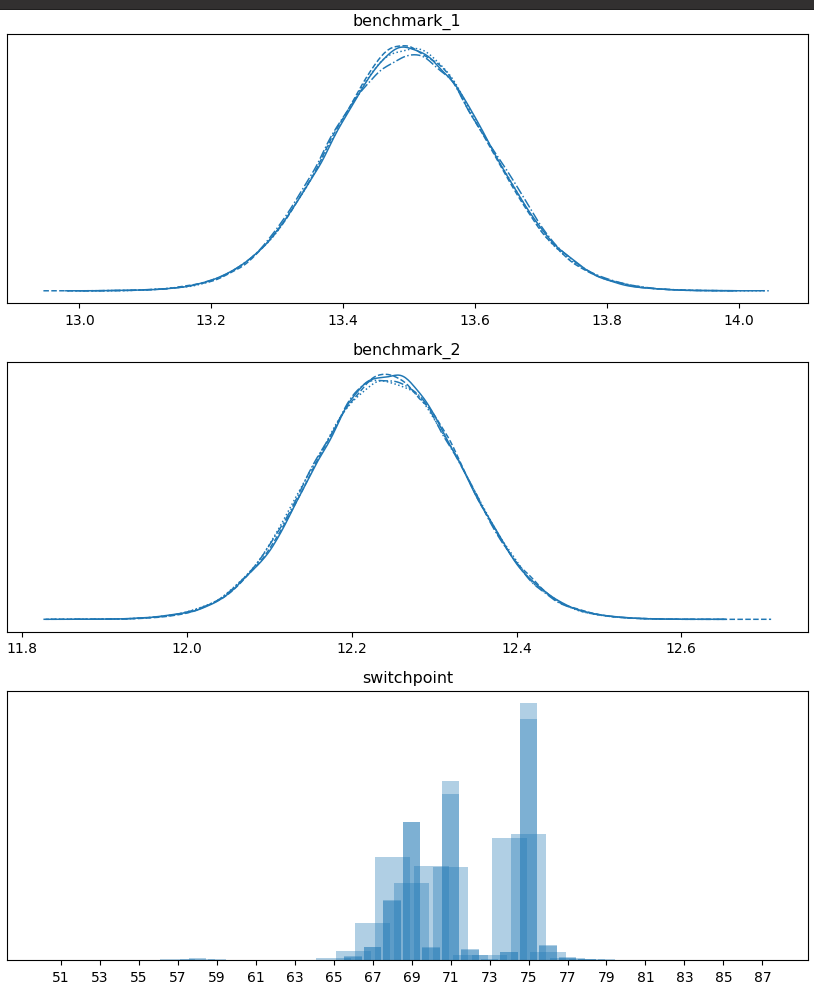 benchmark_1
13.0 13.2 13.4 13.6 13.8 14.0
benchmark_2
11.8 12.0 12.2 12.4 12.6
switchpoint
51 53 55 57 59 61 63 65 67 69 71 73 75 77 79 81 83 85 87